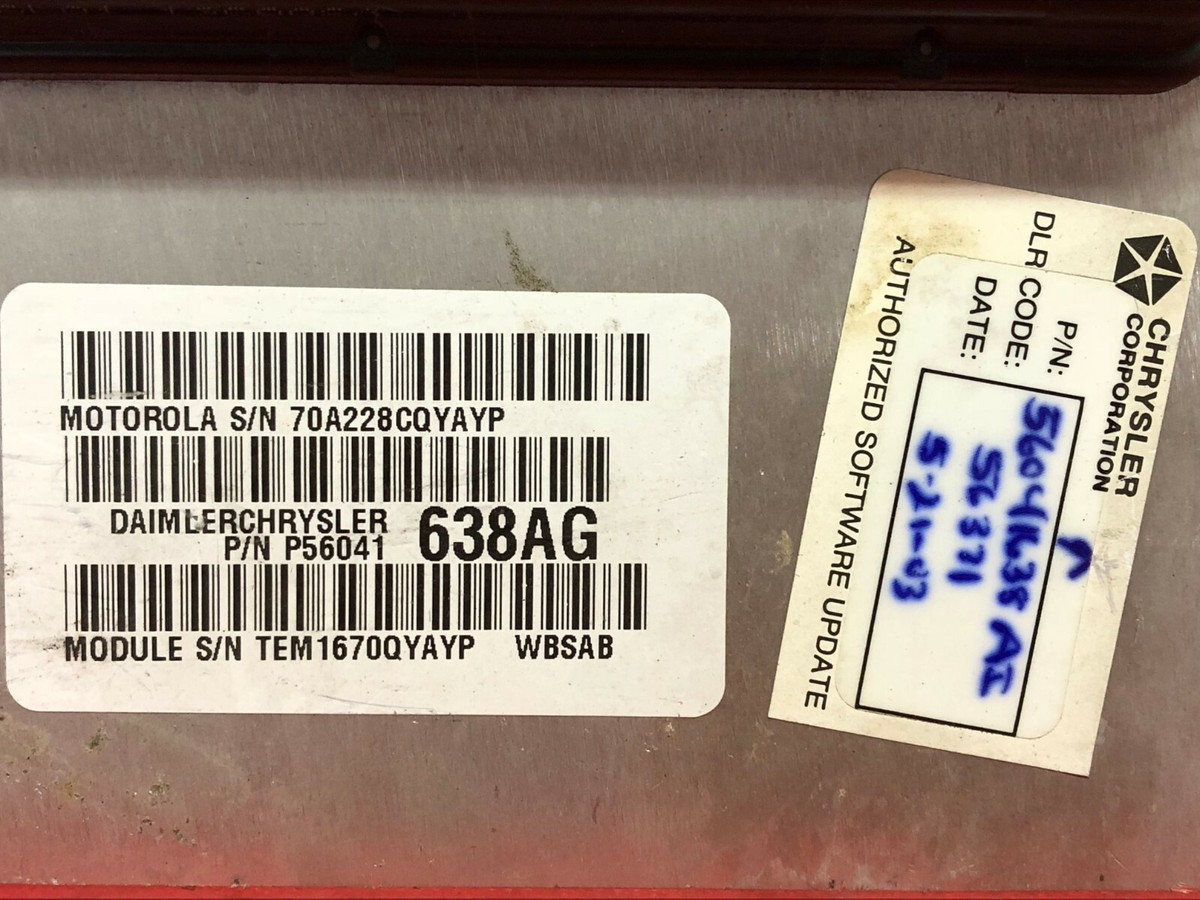 MOTOROLA S/N 70A228CQYAYP
DAIMLERCHRYSLER
P/N P56041 638AG
MODULE S/N TEM1670QYAYP WBSAB
CHRYSLER
CORPORATION
P/N: 56041638AI
DLR CODE: 56371
DATE: 5-21-03
AUTHORIZED SOFTWARE UPDATE